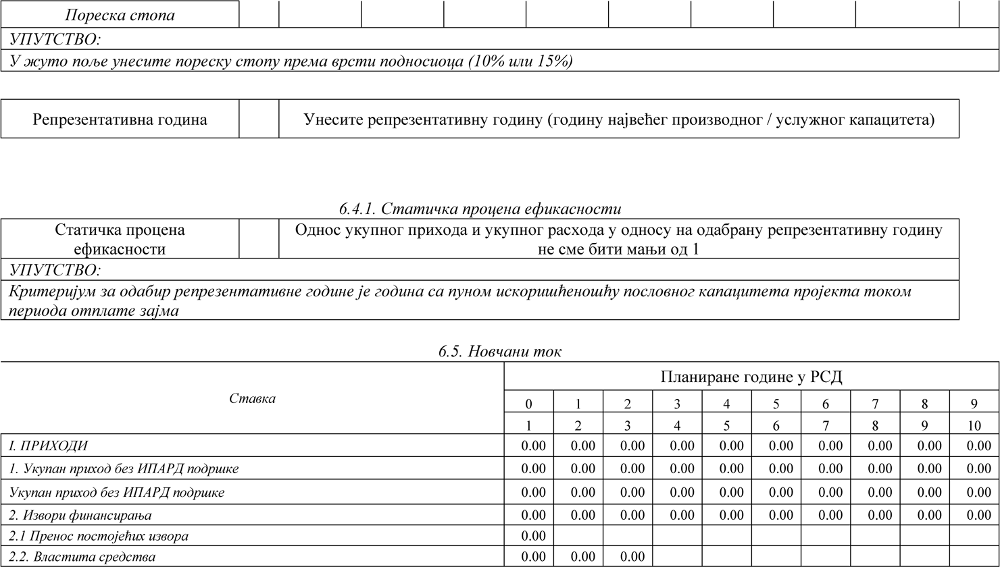 Пореска стопа
УПУТСТВО:
У жуто поље унесите пореску стопу према врсти подносиоца (10% или 15%)
Репрезентативна година Унесите репрезентативну годину (годину највећег производног / услужног капацитета)
6.4.1. Статичка процена ефикасности
Статичка процена
ефикасности
Однос укупног прихода и укупног расхода у односу на одабрану репрезентативну годину
не сме бити мањи од 1
УПУТСТВО:
Критеријум за одабир репрезентативне године је година са пуном искоришћеношћу пословног капацитета пројекта током
периода отплате зајма
6.5. Новчани ток
Ставка
Планиране године у РСД
0 1 2 3 4 5 6 7 8 9
1 2 3 4 5 6 7 8 9 10
I. ПРИХОДИ 0.00 0.00 0.00 0.00 0.00 0.00 0.00 0.00 0.00 0.00
1. Укупан приход без ИПАРД подршке 0.00 0.00 0.00 0.00 0.00 0.00 0.00 0.00 0.00 0.00
Укупан приход без ИПАРД подршке 0.00 0.00 0.00 0.00 0.00 0.00 0.00 0.00 0.00 0.00
2. Извори финансирања 0.00 0.00 0.00 0.00 0.00 0.00 0.00 0.00 0.00 0.00
2.1 Пренос постојећих извора 0.00
2.2. Властита средства 0.00 0.00 0.00